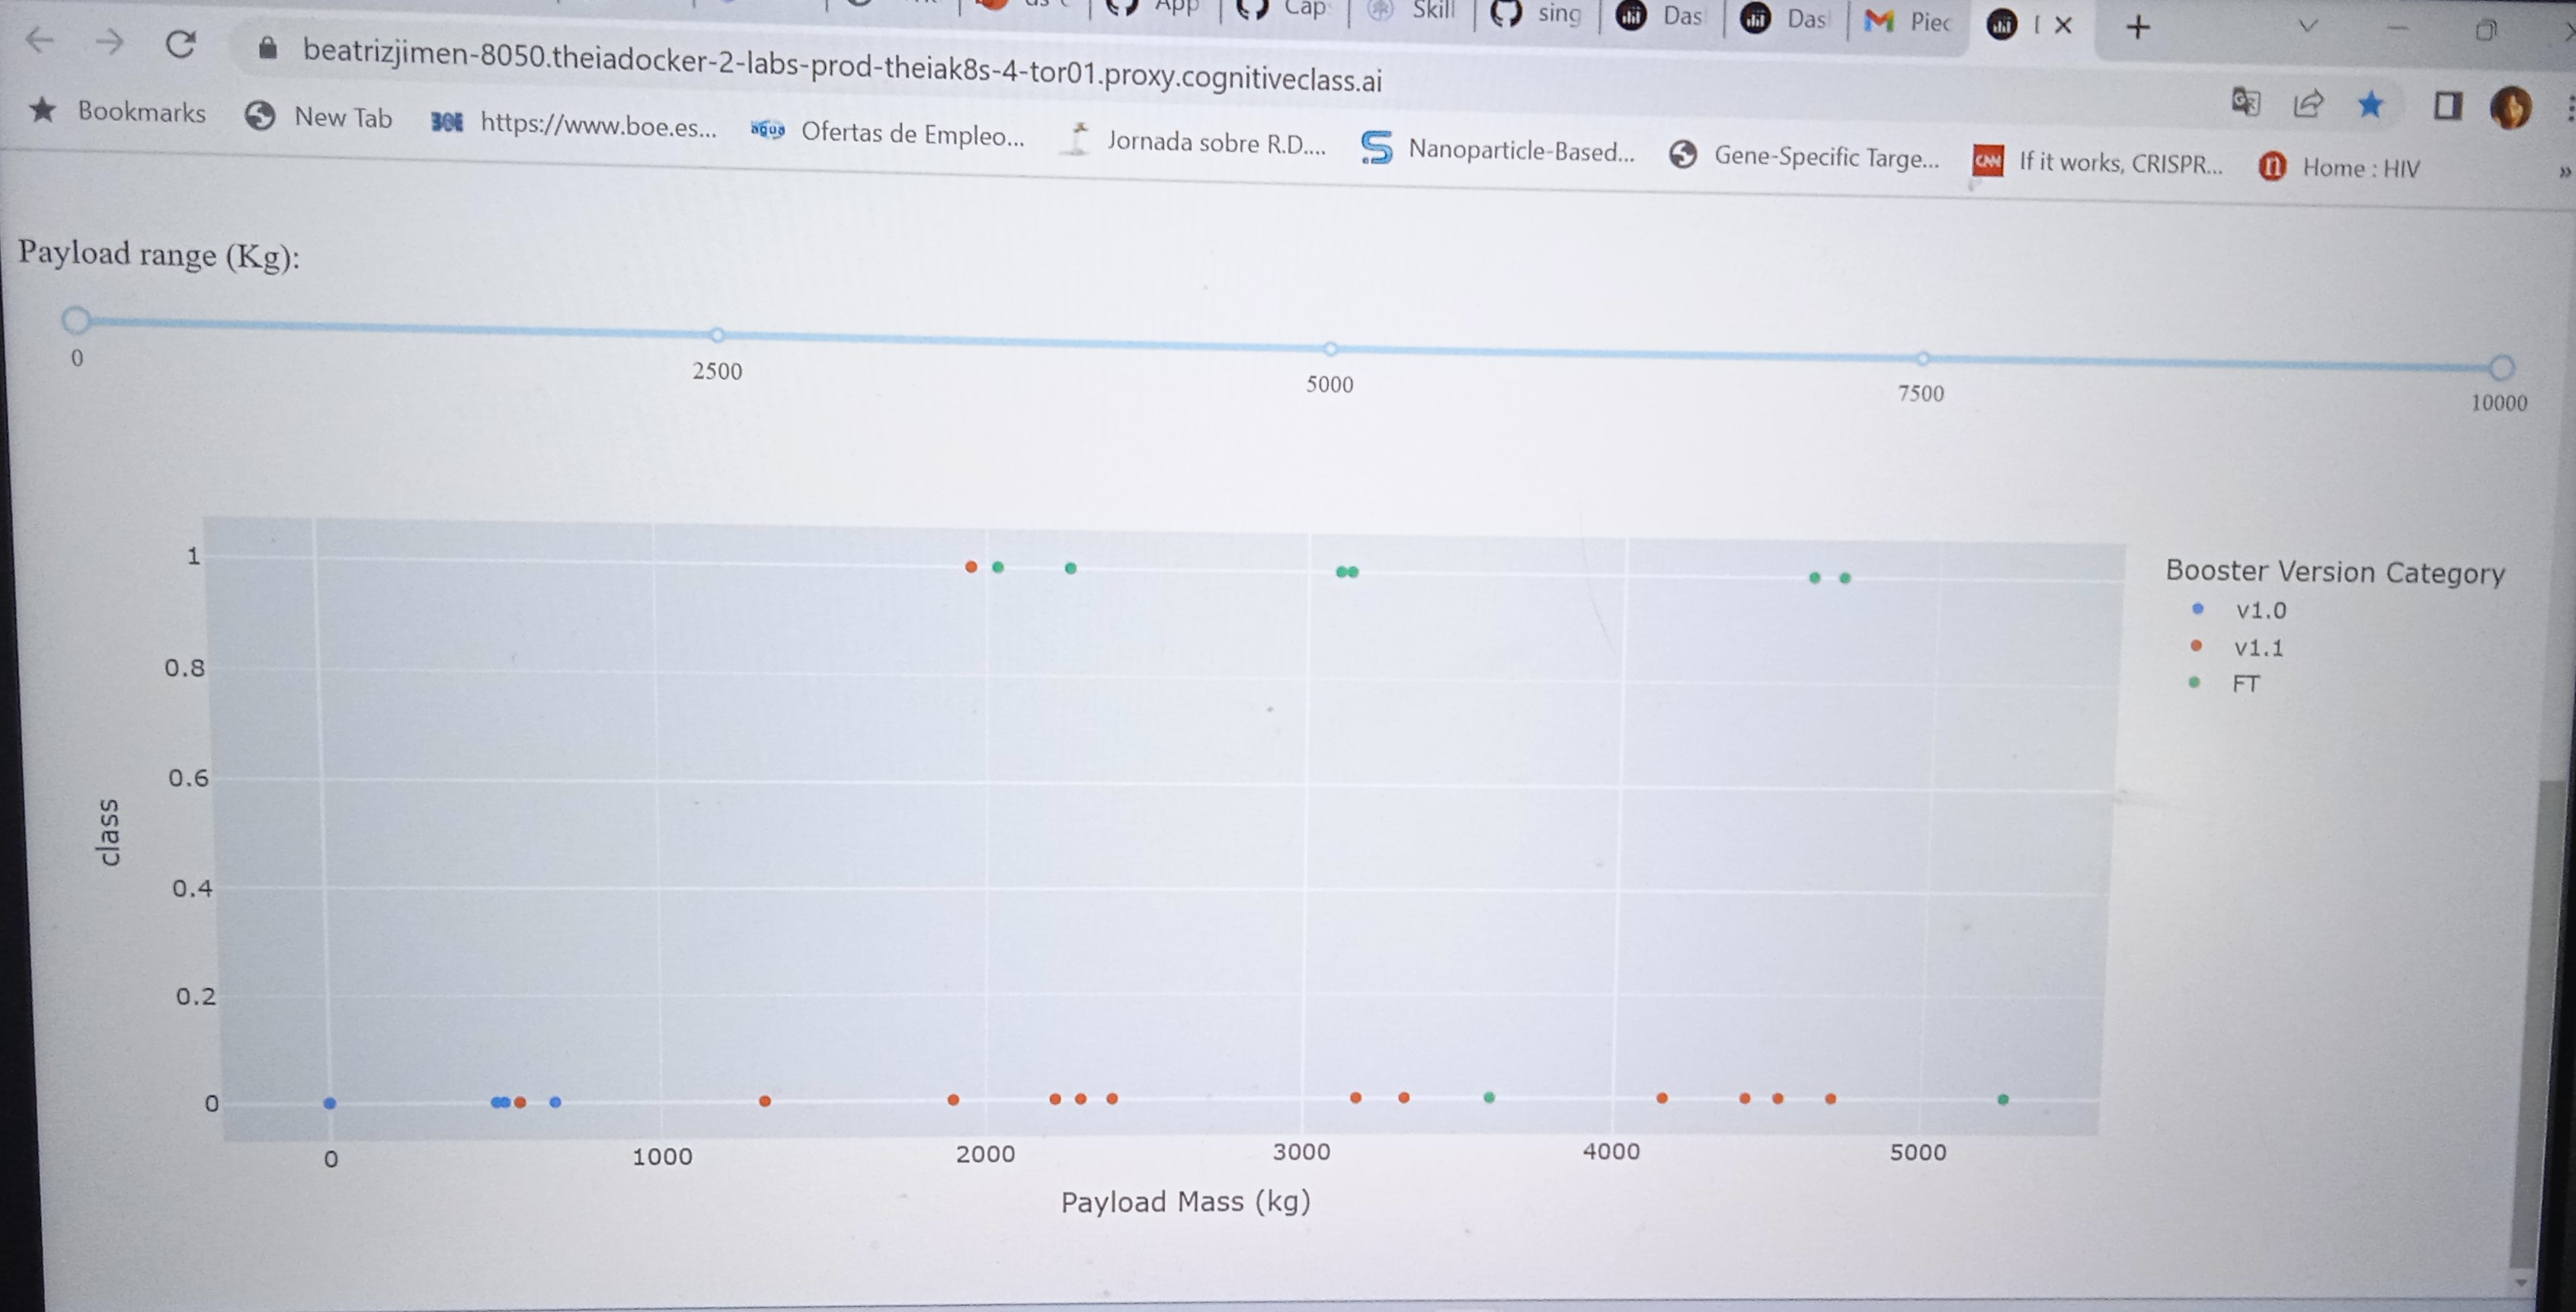 App
Cap
Skill
sing
Das
Das
Piec
beatrizjimen-8050.theiadocker-2-labs-prod-theiak8s-4-tor01.proxy.cognitiveclass.ai
Bookmarks New Tab BOE https://www.boe.es... agua Ofertas de Empleo... Jornada sobre R.D.... Nanoparticle-Based... Gene-Specific Targe... CNN If it works, CRISPR... n Home : HIV »
Payload range (Kg):
0 2500 5000 7500 10000
1
0.8
0.6
0.4
0.2
0
class
0 1000 2000 3000 4000 5000
Payload Mass (kg)
Booster Version Category
v1.0
v1.1
FT